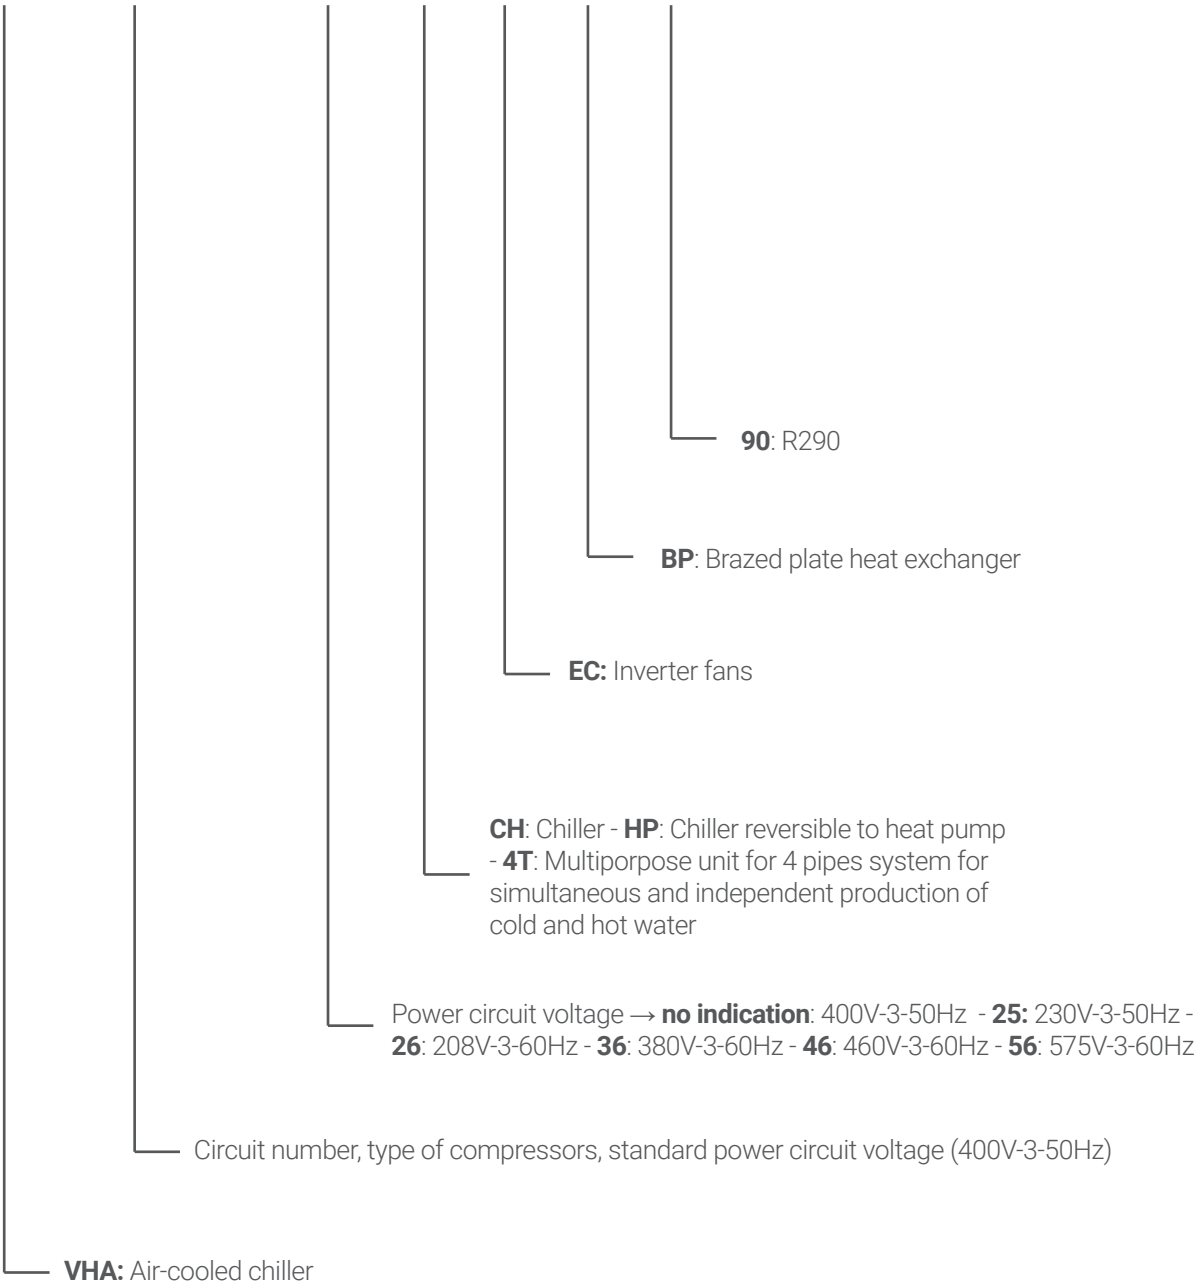 90: R290
BP: Brazed plate heat exchanger
EC: Inverter fans
CH: Chiller - HP: Chiller reversible to heat pump
- 4T: Multiporpose unit for 4 pipes system for
simultaneous and independent production of
cold and hot water
Power circuit voltage → no indication: 400V-3-50Hz - 25: 230V-3-50Hz -
26: 208V-3-60Hz - 36: 380V-3-60Hz - 46: 460V-3-60Hz - 56: 575V-3-60Hz
Circuit number, type of compressors, standard power circuit voltage (400V-3-50Hz)
VHA: Air-cooled chiller